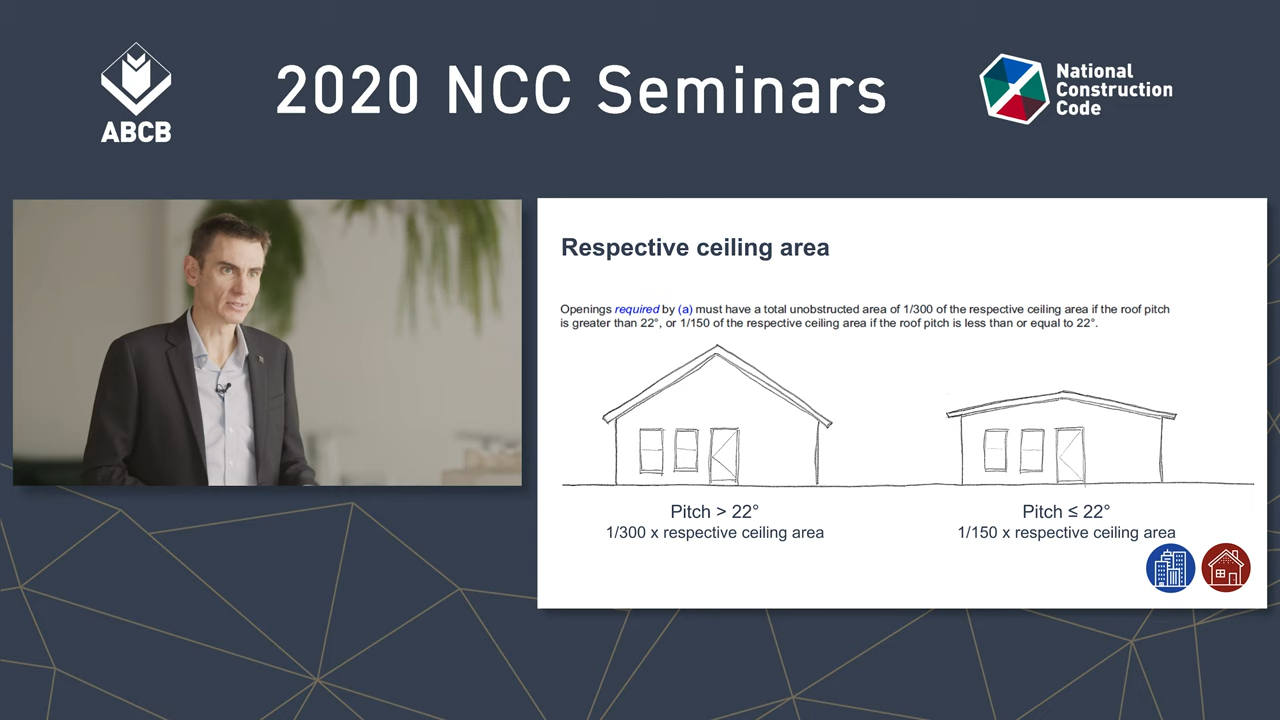 ABCB
2020 NCC Seminars
National
Construction
Code
Respective ceiling area
Openings required by (a) must have a total unobstructed area of 1/300 of the respective ceiling area if the roof pitch
is greater than 22°, or 1/150 of the respective ceiling area if the roof pitch is less than or equal to 22°.
Pitch > 22°
1/300 x respective ceiling area
Pitch ≤ 22°
1/150 x respective ceiling area